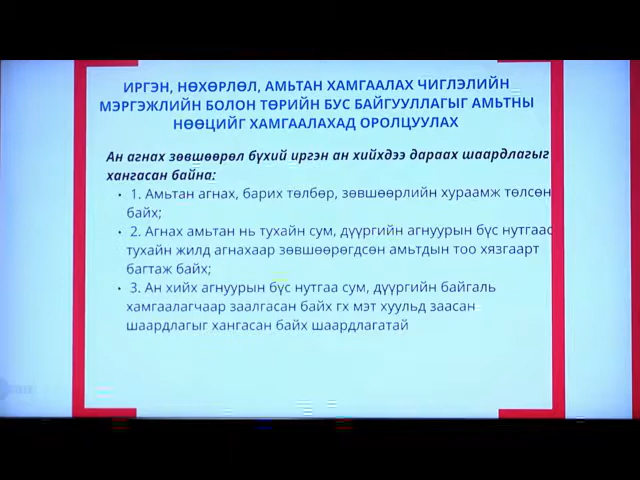 ИРГЭН, НӨХӨРЛӨЛ, АМЬТАН ХАМГААЛАХ ЧИГЛЭЛИЙН
МЭРГЭЖЛИЙН БОЛОН ТӨРИЙН БУС БАЙГУУЛЛАГЫГ АМЬТНЫ
НӨӨЦИЙГ ХАМГААЛАХАД ОРОЛЦУУЛАХ
Ан агнах зөвшөөрөл бүхий иргэн ан хийхдээ дараах шаардлагыг
хангасан байна:
• 1. Амьтан агнах, барих төлбөр, зөвшөөрлийн хураамж төлсөн
байх;
• 2. Агнах амьтан нь тухайн сум, дүүргийн агнуурын бүс нутгаас
тухайн жилд агнахаар зөвшөөрөгдсөн амьтдын тоо хязгаарт
багтаж байх;
• 3. Ан хийх агнуурын бүс нутгаа сум, дүүргийн байгаль
хамгаалагчаар заалгасан байх гх мэт хуульд заасан
шаардлагыг хангасан байх шаардлагатай